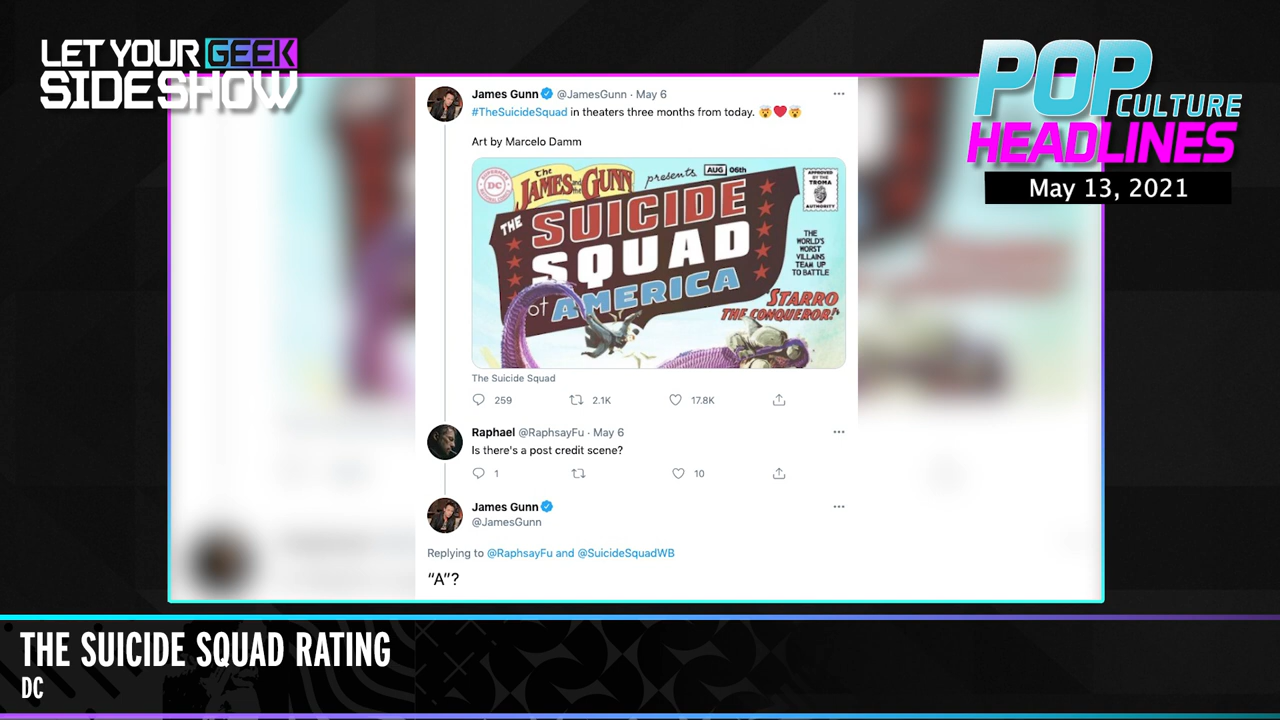 LET YOUR GEEK
SIDESHOW
POP
CULTURE
HEADLINES
May 13, 2021
James Gunn @JamesGunn · May 6
#TheSuicideSquad in theaters three months from today. 🤯❤️🤯
Art by Marcelo Damm
DC
The
JAMES and the GUNN
presents
AUG 06th
APPROVED
BY THE
TROMA
AUTHORITY
THE
SUICIDE
SQUAD
of AMERICA
THE
WORLD'S
WORST
VILLAINS
TEAM UP
TO BATTLE
STARRO
THE CONQUEROR!
The Suicide Squad
259 2.1K 17.8K
Raphael @RaphsayFu · May 6
Is there's a post credit scene?
1 10
James Gunn
@JamesGunn
Replying to @RaphsayFu and @SuicideSquadWB
“A”?
THE SUICIDE SQUAD RATING
DC